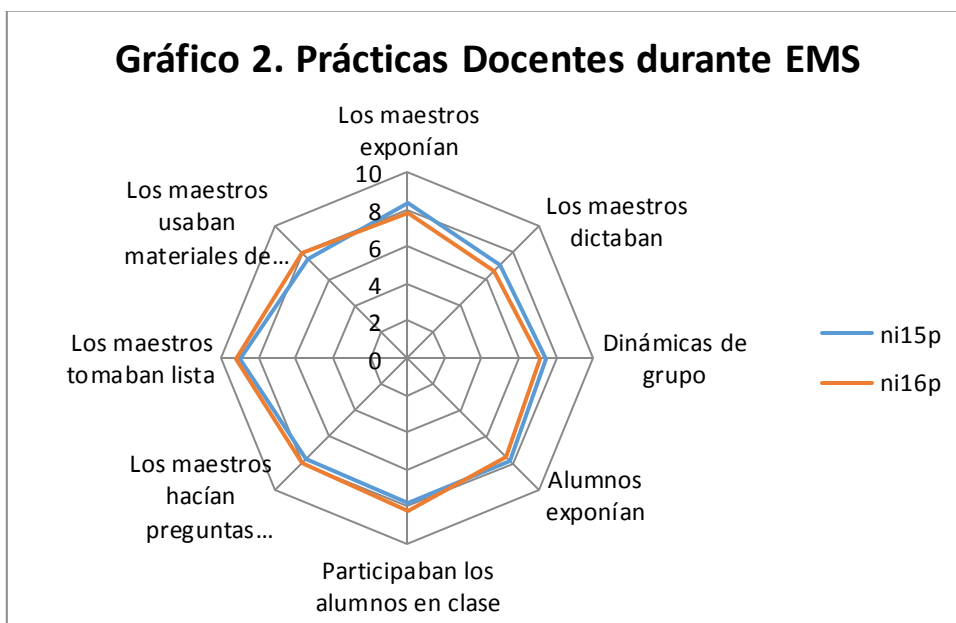 Gráfico 2. Prácticas Docentes durante EMS
Los maestros
exponían
Los maestros
dictaban
Dinámicas de
grupo
Alumnos
exponían
Participaban los
alumnos en clase
Los maestros
hacían
preguntas...
Los maestros
tomaban lista
Los maestros
usaban
materiales de...
10
8
6
4
2
0
ni15p
ni16p